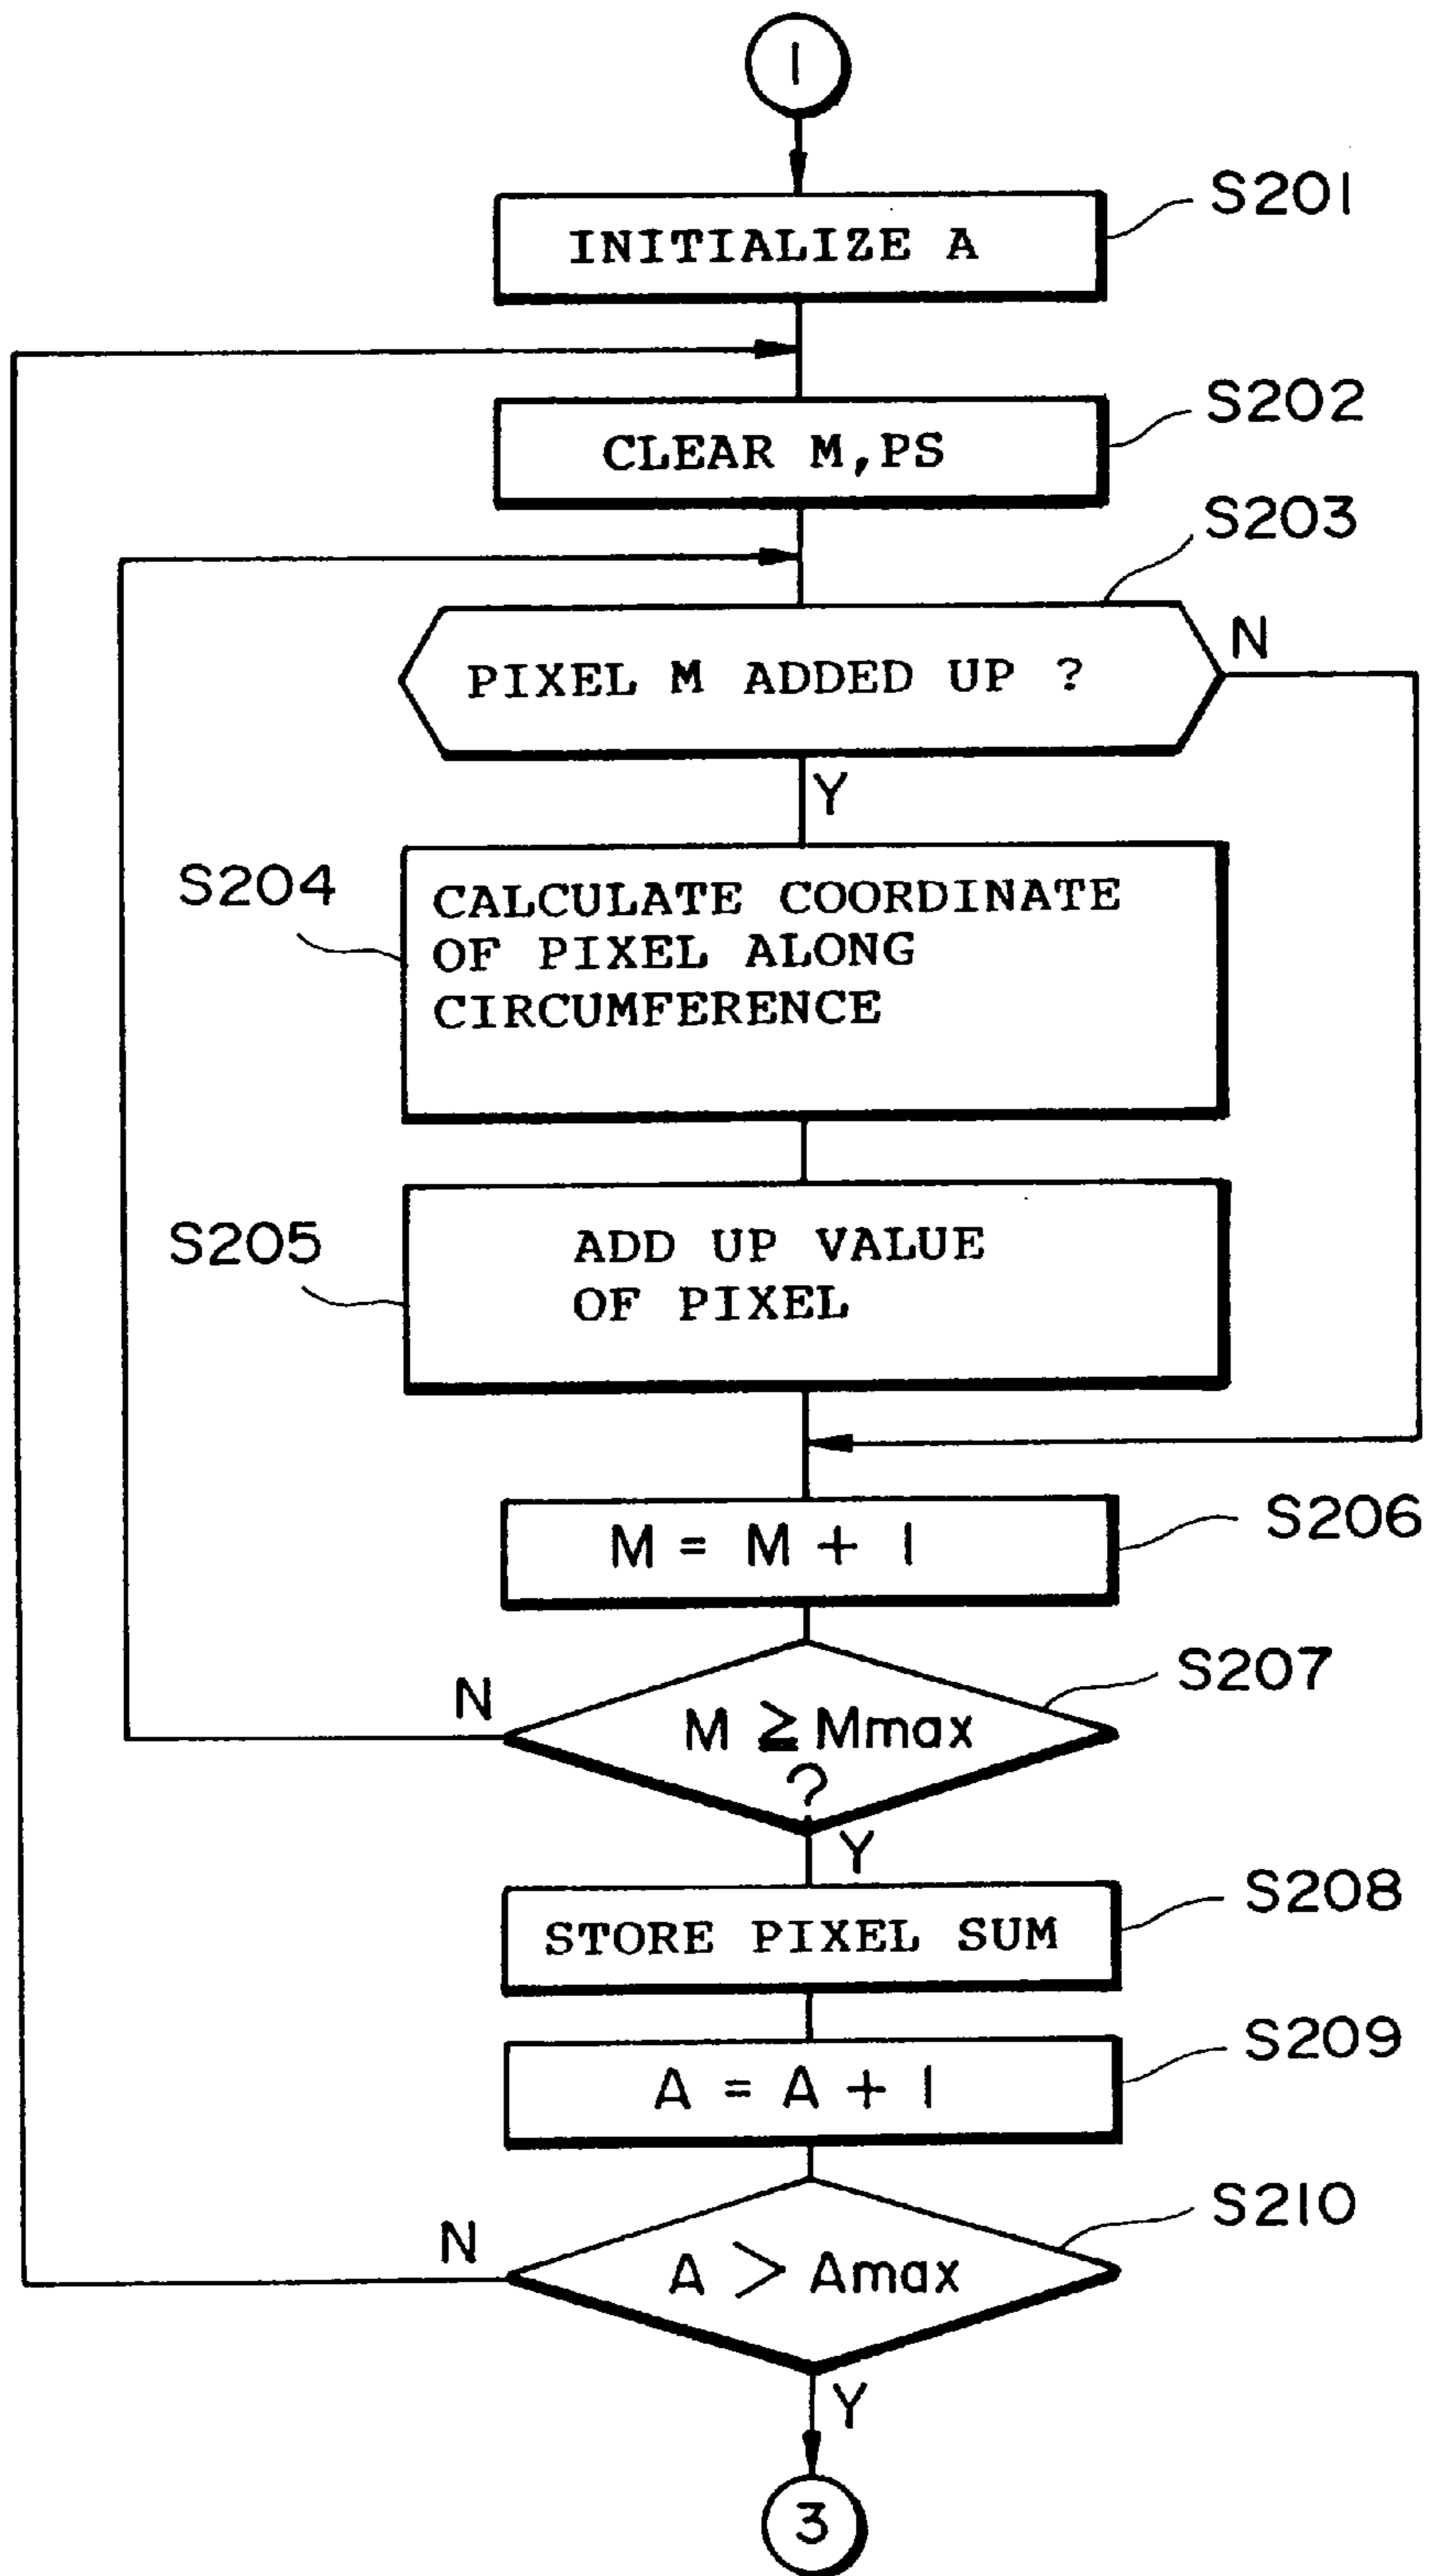 1
S201
INITIALIZE A
S202
CLEAR M,PS
S203
PIXEL M ADDED UP ?
N
Y
S204
CALCULATE COORDINATE
OF PIXEL ALONG
CIRCUMFERENCE
S205
ADD UP VALUE
OF PIXEL
S206
M = M + 1
S207
N
M ≧ Mmax
?
Y
S208
STORE PIXEL SUM
S209
A = A + 1
S210
N
A > Amax
Y
3